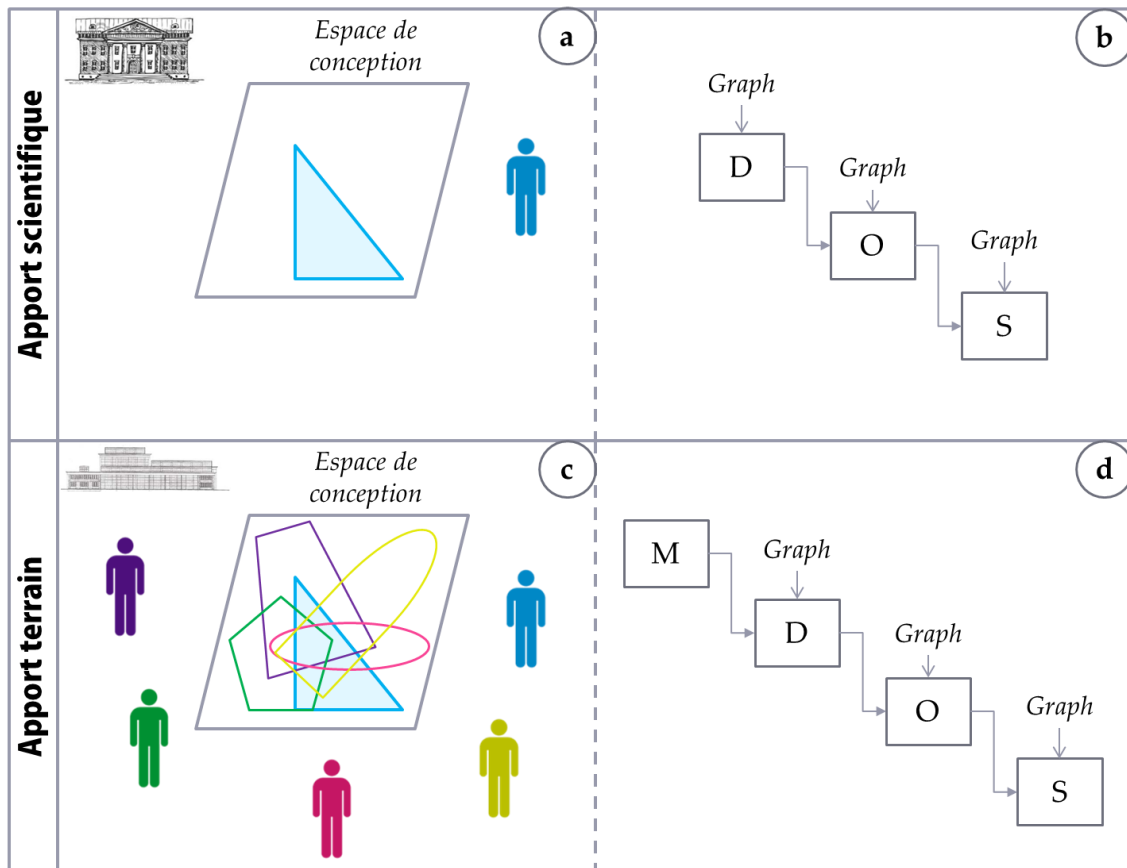 Apport scientifique
Espace de
conception
a
b
Graph
D
Graph
O
Graph
S
Apport terrain
Espace de
conception
c
d
M
Graph
D
Graph
O
Graph
S